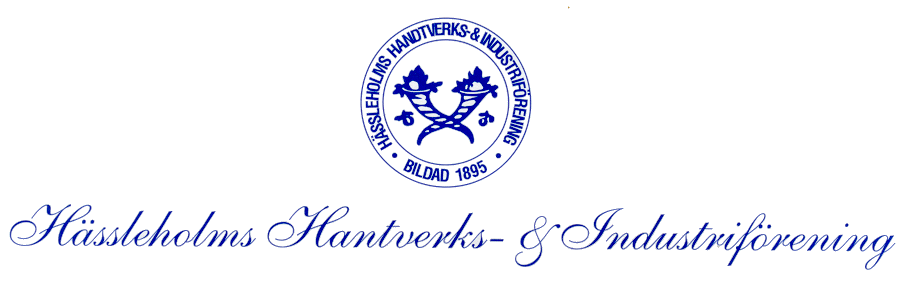 HÄSSLEHOLMS HANDTVERKS-&INDUSTRIFÖRENING
• BILDAD 1895 •
Hässleholms Hantverks- & Industriförening